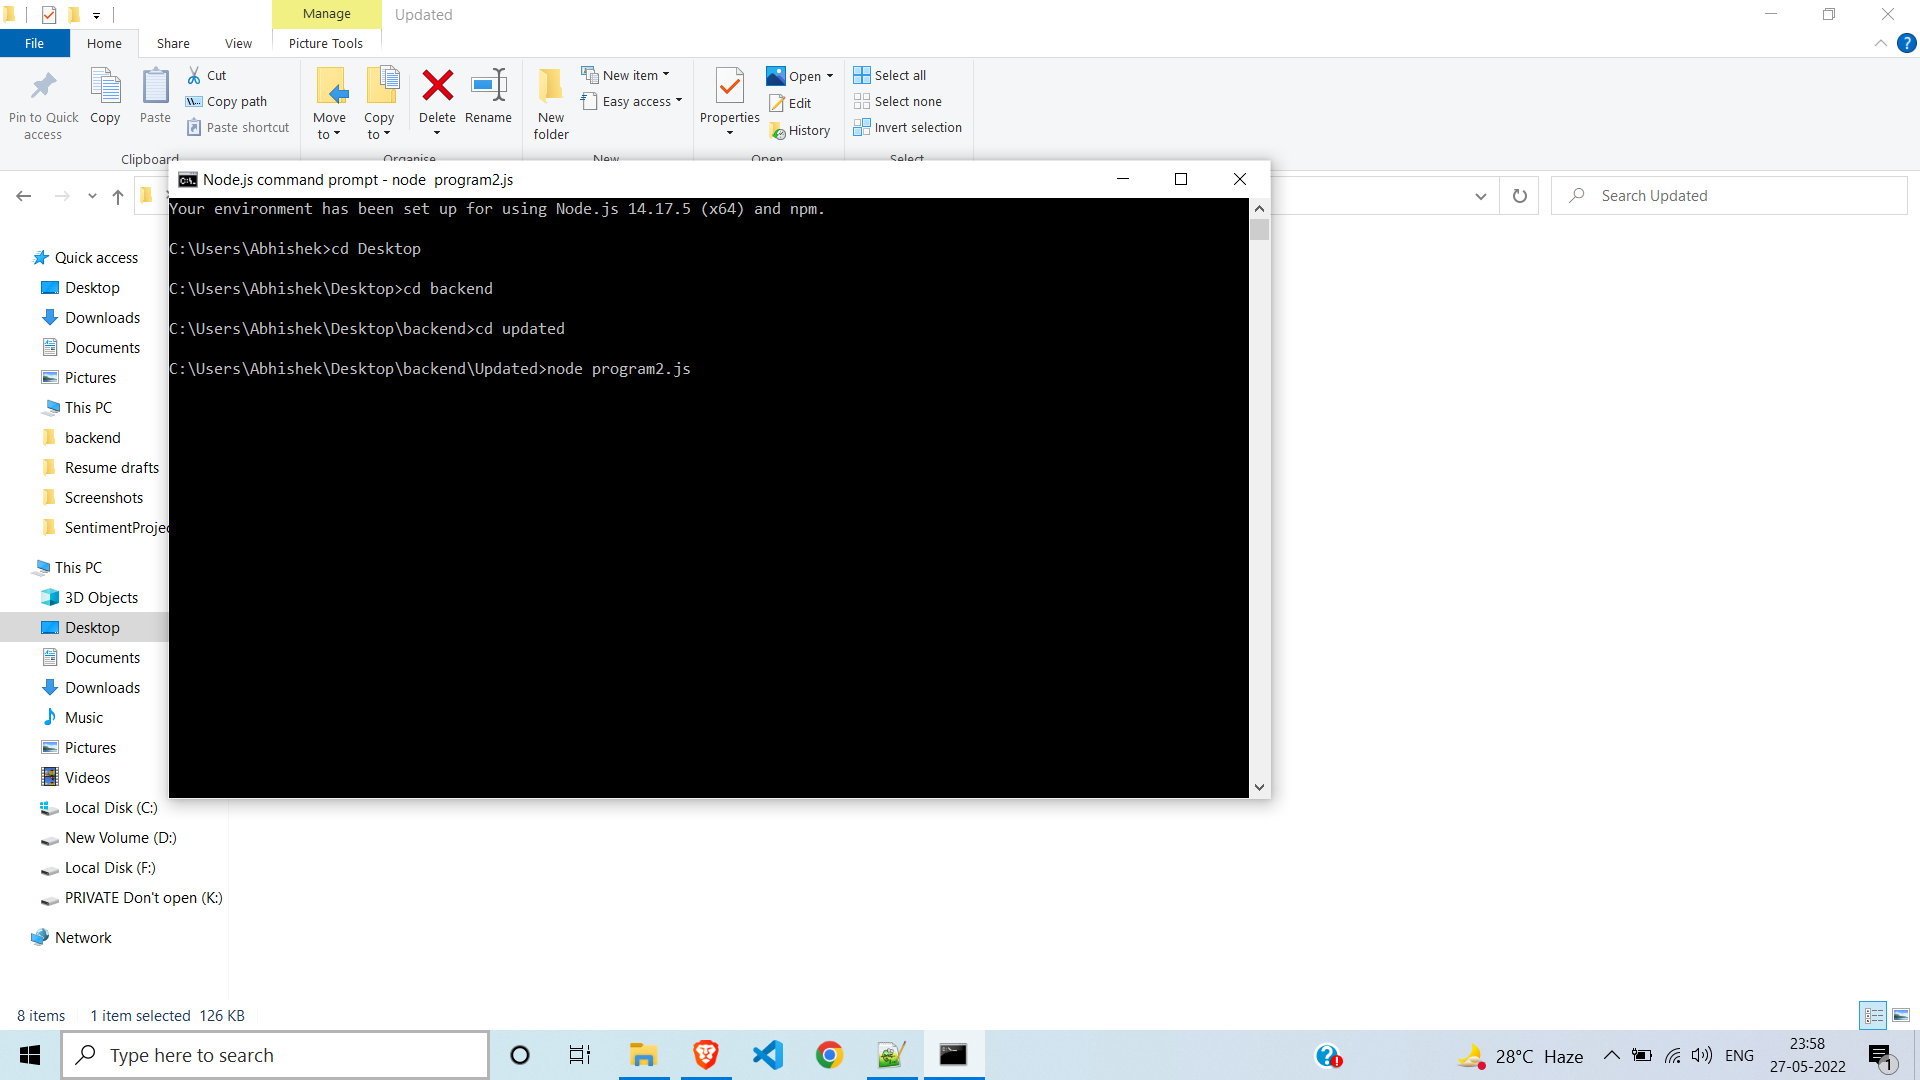 Manage
Updated
File
Home
Share
View
Picture Tools
Pin to Quick access
Copy
Paste
Cut
Copy path
Paste shortcut
Clipboard
Move to
Copy to
Delete
Rename
Organise
New folder
New item
Easy access
New
Properties
Open
Edit
History
Open
Select all
Select none
Invert selection
Select
Node.js command prompt - node  program2.js
Search Updated
Your environment has been set up for using Node.js 14.17.5 (x64) and npm.
C:\Users\Abhishek>cd Desktop
C:\Users\Abhishek\Desktop>cd backend
C:\Users\Abhishek\Desktop\backend>cd updated
C:\Users\Abhishek\Desktop\backend\Updated>node program2.js
Quick access
Desktop
Downloads
Documents
Pictures
This PC
backend
Resume drafts
Screenshots
SentimentProjec
This PC
3D Objects
Desktop
Documents
Downloads
Music
Pictures
Videos
Local Disk (C:)
New Volume (D:)
Local Disk (F:)
PRIVATE Don't open (K:)
Network
8 items
1 item selected  126 KB
Type here to search
28°C  Haze
ENG
23:58
27-05-2022
1